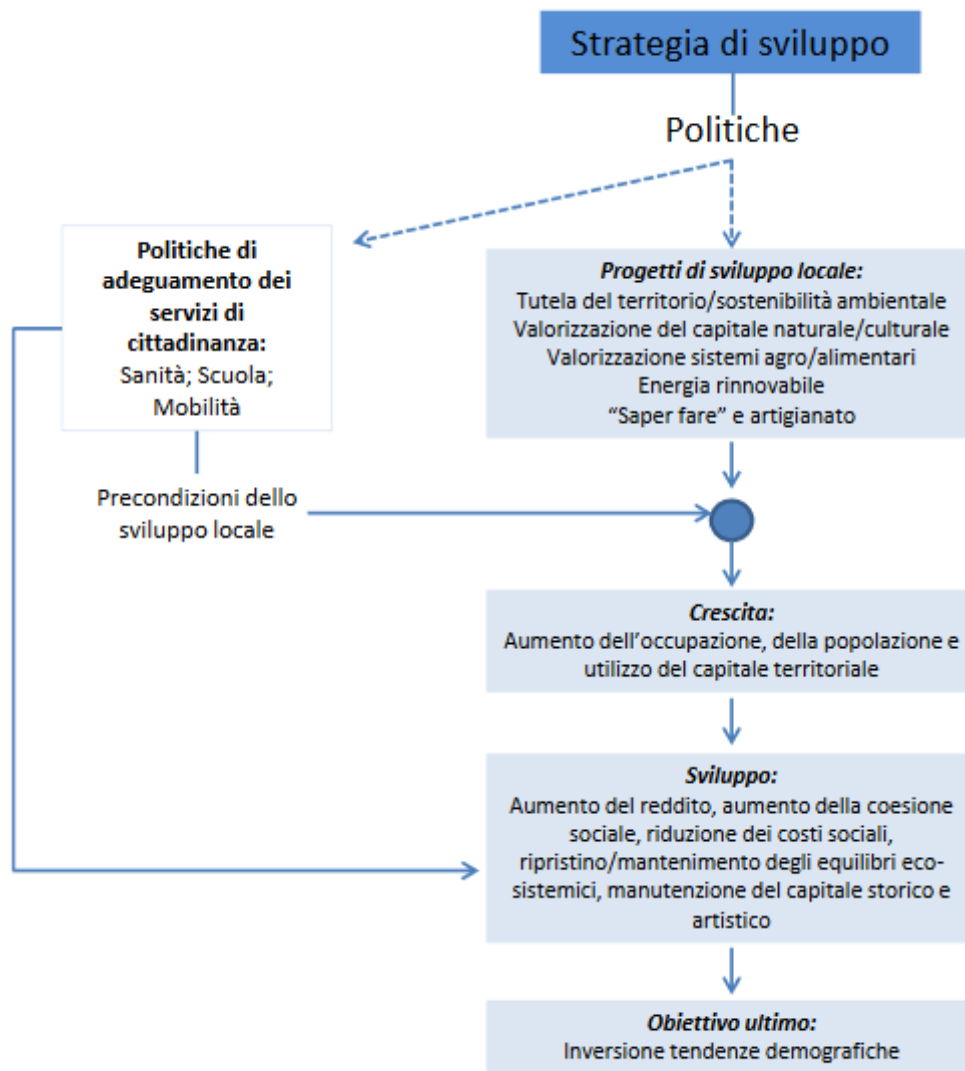 Strategia di sviluppo
Politiche
Politiche di
adeguamento dei
servizi di
cittadinanza:
Sanità; Scuola;
Mobilità
Progetti di sviluppo locale:
Tutela del territorio/sostenibilità ambientale
Valorizzazione del capitale naturale/culturale
Valorizzazione sistemi agro/alimentari
Energia rinnovabile
“Saper fare” e artigianato
Precondizioni dello
sviluppo locale
Crescita:
Aumento dell’occupazione, della popolazione e
utilizzo del capitale territoriale
Sviluppo:
Aumento del reddito, aumento della coesione
sociale, riduzione dei costi sociali,
ripristino/mantenimento degli equilibri eco-
sistemici, manutenzione del capitale storico e
artistico
Obiettivo ultimo:
Inversione tendenze demografiche